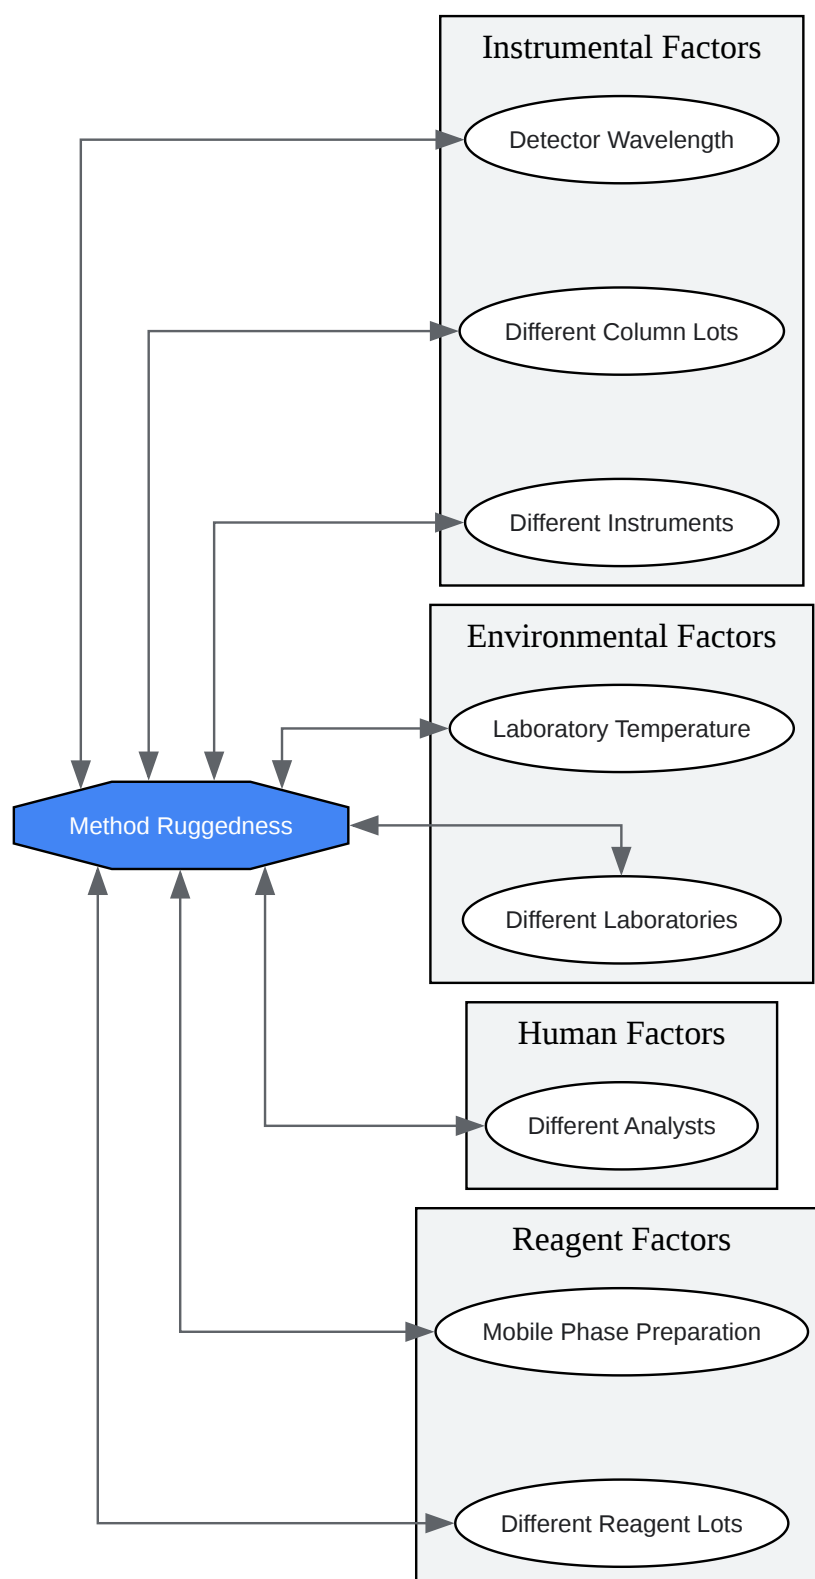 Instrumental Factors
Detector Wavelength
Different Column Lots
Different Instruments
Environmental Factors
Laboratory Temperature
Method Ruggedness
Different Laboratories
Human Factors
Different Analysts
Reagent Factors
Mobile Phase Preparation
Different Reagent Lots